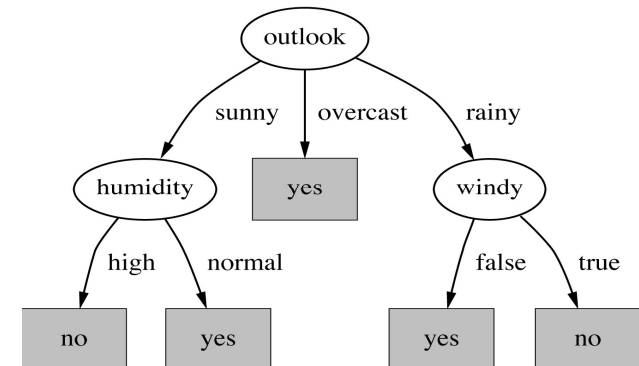 outlook
sunny overcast rainy
humidity yes windy
high normal false true
no yes yes no